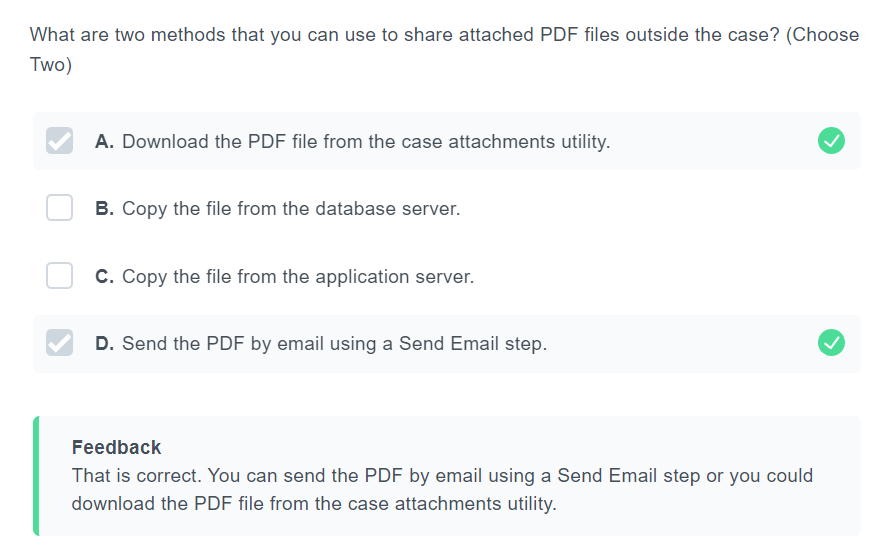 What are two methods that you can use to share attached PDF files outside the case? (Choose
Two)
A. Download the PDF file from the case attachments utility.
B. Copy the file from the database server.
C. Copy the file from the application server.
D. Send the PDF by email using a Send Email step.
Feedback
That is correct. You can send the PDF by email using a Send Email step or you could
download the PDF file from the case attachments utility.